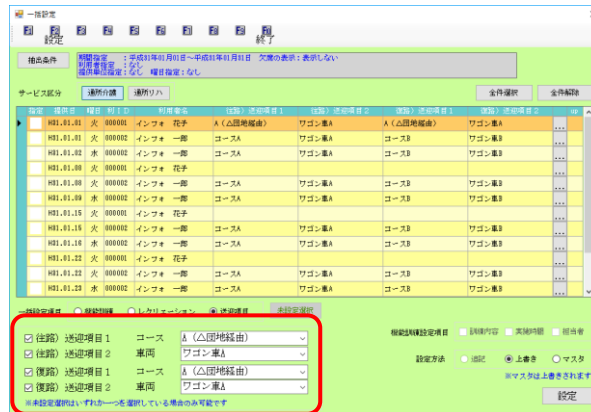 一括設定
F1 F2 F3 F4 F5 F6 F7 F8 F9
設定 終了
抽出条件
期間指定 :平成31年01月01日~平成31年01月31日 欠席の表示:表示しない
利用者指定 :なし
提供単位指定:なし 曜日指定:なし
サービス区分 通所介護 通所リハ 全件選択 全件解除
指定 提供日 曜日 利ID 利用者名 (往路)送迎項目1 (往路)送迎項目2 (復路)送迎項目1 (復路)送迎項目2 up
H31.01.01 火 000001 インフォ 花子 A(△団地経由) ワゴン車A A(△団地経由) ワゴン車A ...
H31.01.01 火 000002 インフォ 一郎 コースA ワゴン車A コースB ワゴン車B ...
H31.01.02 水 000002 インフォ 一郎 コースA ワゴン車A コースB ワゴン車B ...
H31.01.08 火 000001 インフォ 花子 ...
H31.01.08 火 000002 インフォ 一郎 コースA ワゴン車A コースB ワゴン車B ...
H31.01.09 水 000002 インフォ 一郎 コースA ワゴン車A コースB ワゴン車B ...
H31.01.15 火 000001 インフォ 花子 ...
H31.01.15 火 000002 インフォ 一郎 コースA ワゴン車A コースB ワゴン車B ...
H31.01.16 水 000002 インフォ 一郎 コースA ワゴン車A コースB ワゴン車B ...
H31.01.22 火 000001 インフォ 花子 ...
H31.01.22 火 000002 インフォ 一郎 コースA ワゴン車A コースB ワゴン車B ...
H31.01.23 水 000002 インフォ 一郎 コースA ワゴン車A コースB ワゴン車B ...
一括設定項目 機能訓練 レクリエーション 送迎項目 未設定選択
(往路)送迎項目1 コース A(△団地経由)
(往路)送迎項目2 車両 ワゴン車A
(復路)送迎項目1 コース A(△団地経由)
(復路)送迎項目2 車両 ワゴン車A
※未設定選択はいずれか一つを選択している場合のみ可能です
機能訓練設定項目 訓練内容 実施時間 担当者
設定方法 追記 上書き マスタ
※マスタは上書きされます
設定